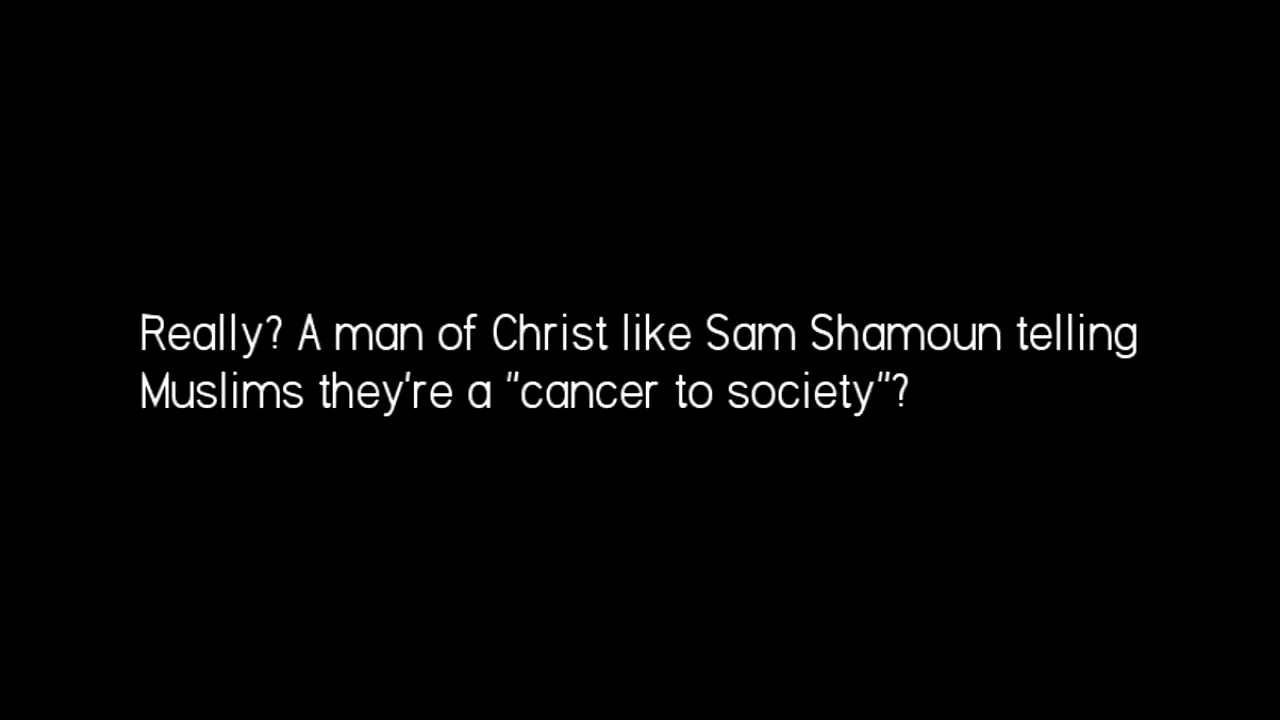 Really? A man of Christ like Sam Shamoun telling
Muslims they're a "cancer to society"?